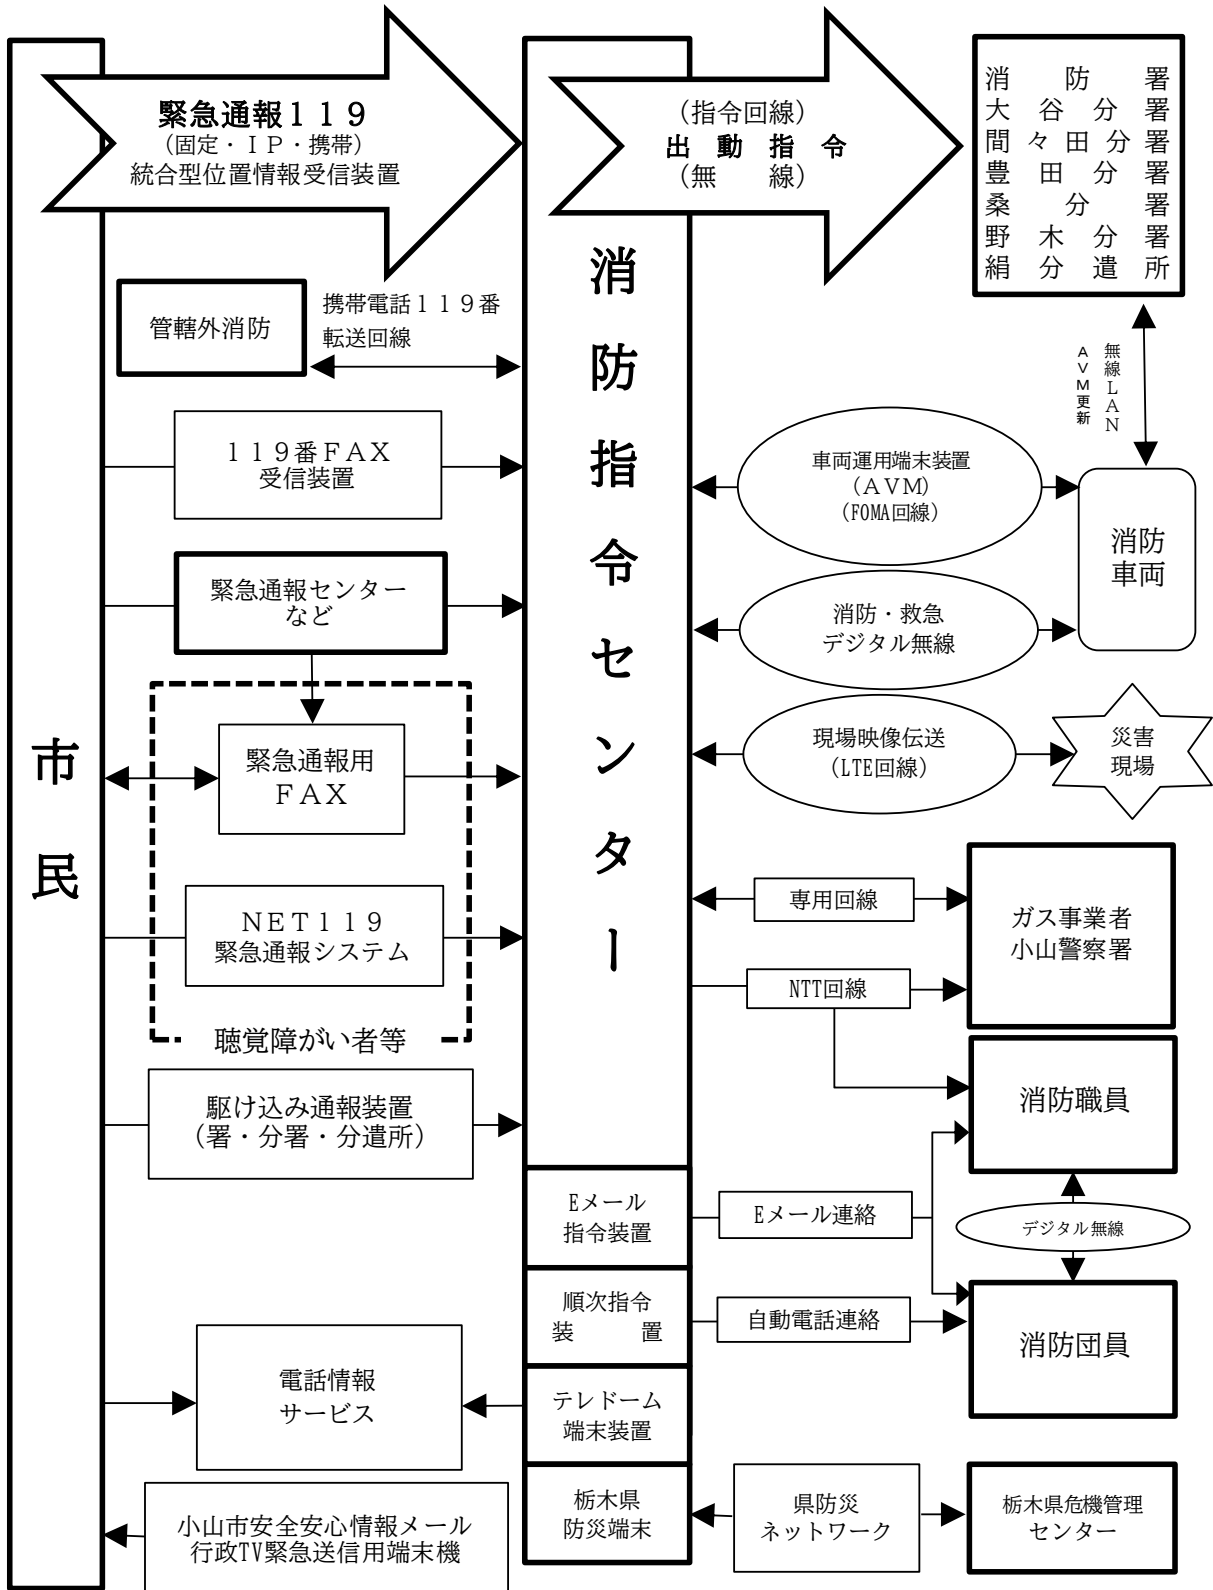 緊急通報１１９
（固定・ＩＰ・携帯）
統合型位置情報受信装置
（指令回線）
出動指令
（無　　線）
消防署
大谷分署
間々田分署
豊田分署
桑分署
野木分署
絹分遣所
市民
消防指令センター
管轄外消防
携帯電話１１９番
転送回線
無線ＬＡＮ
ＡＶＭ更新
１１９番ＦＡＸ
受信装置
車両運用端末装置
（ＡＶＭ）
（FOMA回線）
消防
車両
緊急通報センター
など
消防・救急
デジタル無線
緊急通報用
ＦＡＸ
現場映像伝送
（LTE回線）
災害
現場
ＮＥＴ１１９
緊急通報システム
聴覚障がい者等
専用回線
NTT回線
ガス事業者
小山警察署
駆け込み通報装置
（署・分署・分遣所）
消防職員
Eメール
指令装置
Eメール連絡
デジタル無線
順次指令
装　　置
自動電話連絡
消防団員
電話情報
サービス
テレドーム
端末装置
小山市安全安心情報メール
行政TV緊急送信用端末機
栃木県
防災端末
県防災
ネットワーク
栃木県危機管理
センター